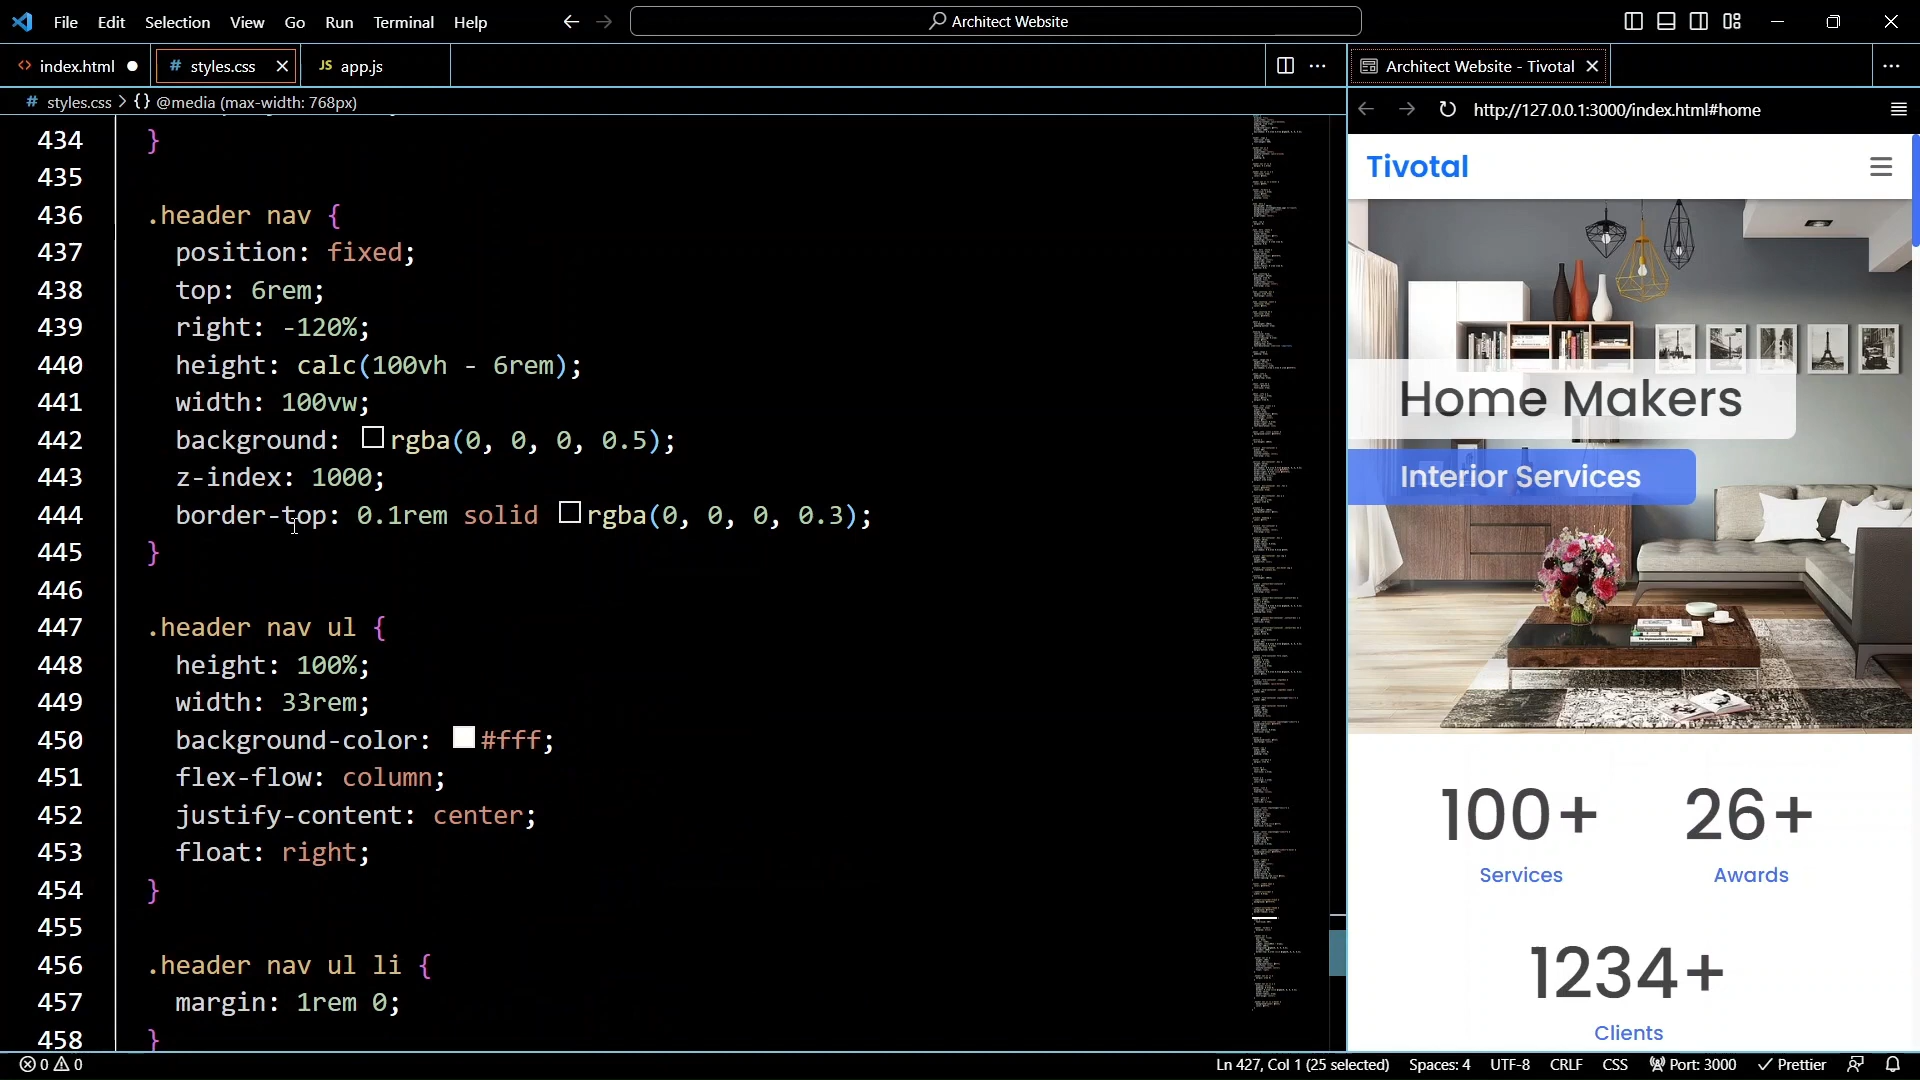 File Edit Selection View Go Run Terminal Help
Architect Website
index.html
# styles.css
JS app.js
Architect Website - Tivotal
# styles.css > {} @media (max-width: 768px)
http://127.0.0.1:3000/index.html#home
434 }
435
436 .header nav {
437 position: fixed;
438 top: 6rem;
439 right: -120%;
440 height: calc(100vh - 6rem);
441 width: 100vw;
442 background: rgba(0, 0, 0, 0.5);
443 z-index: 1000;
444 border-top: 0.1rem solid rgba(0, 0, 0, 0.3);
445 }
446
447 .header nav ul {
448 height: 100%;
449 width: 33rem;
450 background-color: #fff;
451 flex-flow: column;
452 justify-content: center;
453 float: right;
454 }
455
456 .header nav ul li {
457 margin: 1rem 0;
458 }
Tivotal
Home Makers
Interior Services
100+
Services
26+
Awards
1234+
Clients
0 0
Ln 427, Col 1 (25 selected) Spaces: 4 UTF-8 CRLF CSS Port: 3000 Prettier